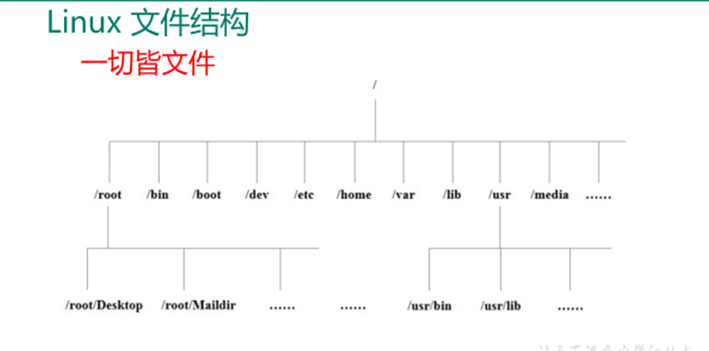 Linux 文件结构
一切皆文件
/
/root /bin /boot /dev /etc /home /var /lib /usr /media ……
/root/Desktop /root/Maildir …… …… /usr/bin /usr/lib ……